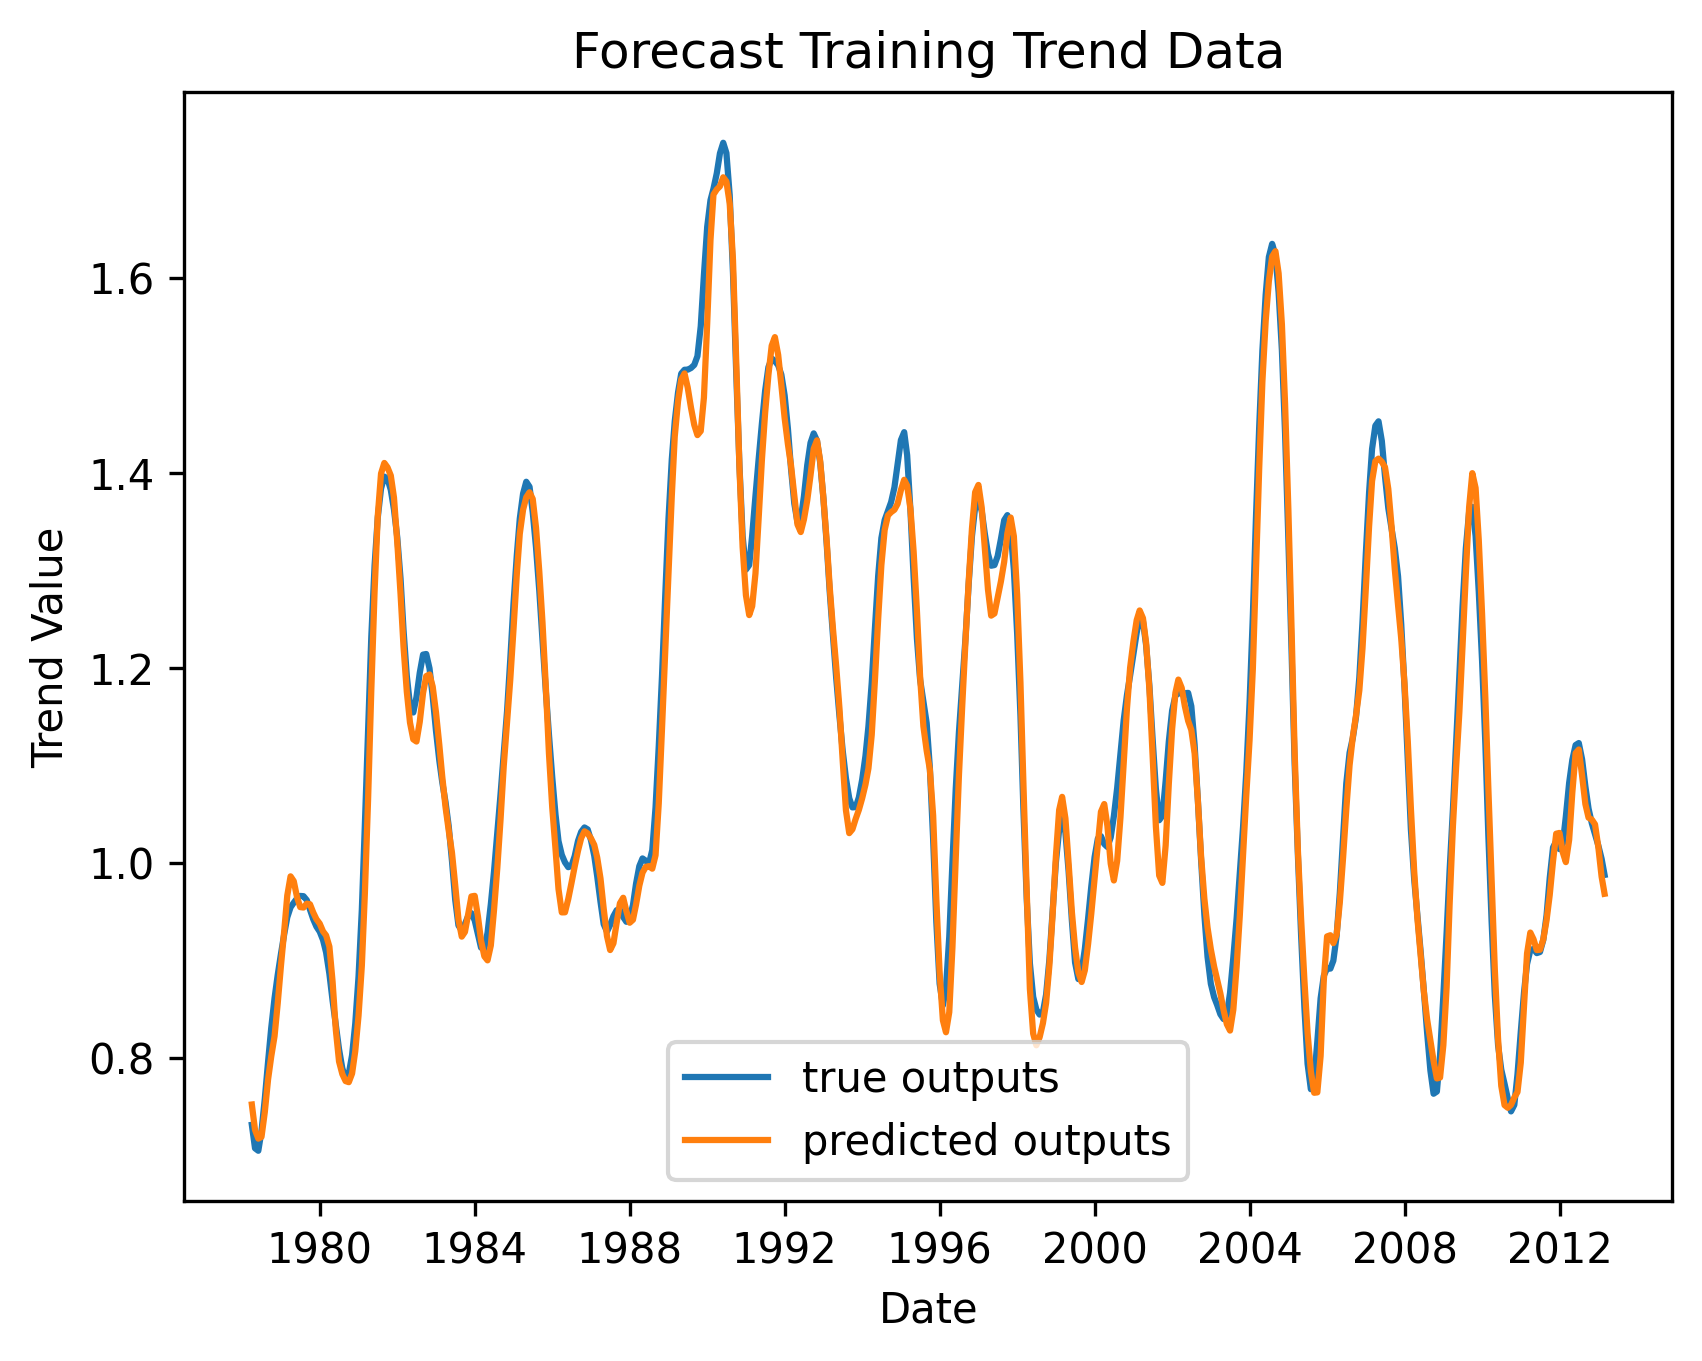 Forecast Training Trend Data
Trend Value
1.6
1.4
1.2
1.0
0.8
true outputs
predicted outputs
1980 1984 1988 1992 1996 2000 2004 2008 2012
Date